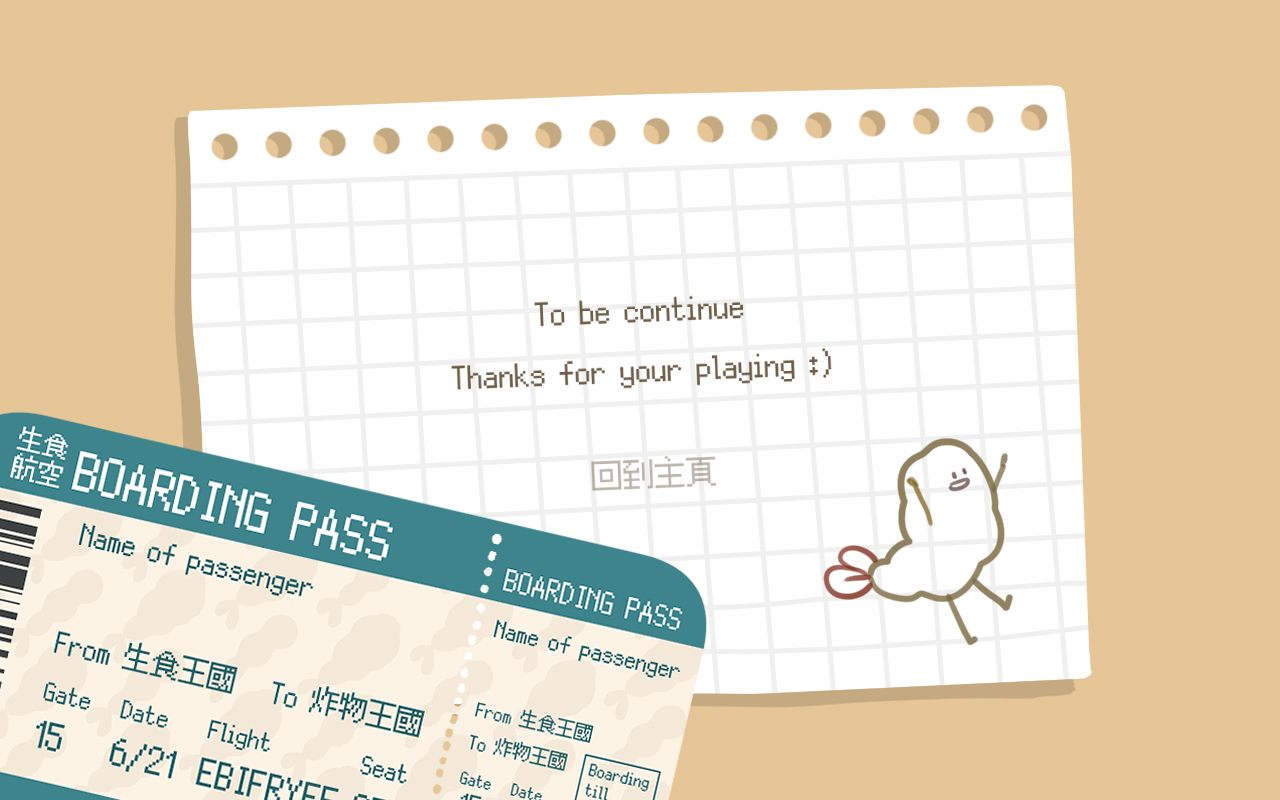 To be continue
Thanks for your playing :)
回到主頁
生食
航空
BOARDING PASS
Name of passenger
From 生食王國
To 炸物王國
Gate
Date
Flight
Seat
15
6/21
BOARDING PASS
Name of passenger
From 生食王國
To 炸物王國
Gate
Date
Boarding
till